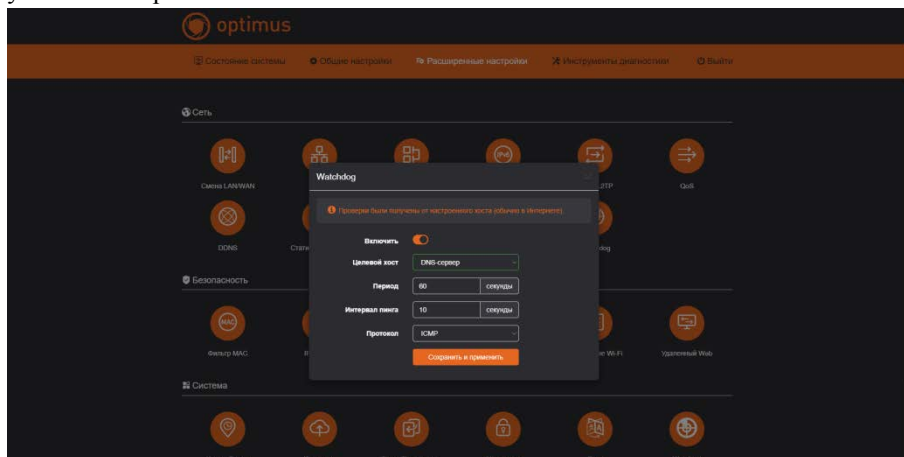 optimus
Состояние системы Общие настройки Расширенные настройки Инструменты диагностики Выйти
Сеть
Смена LAN/WAN
QoS
DDNS
Watchdog
Проверки были получены от настроенного хоста (обычно в Интернете).
Включить
Целевой хост DNS-сервер
Период 60 секунды
Интервал пинга 10 секунды
Протокол ICMP
Сохранить и применить
Безопасность
Фильтр MAC
Удаленный Web
Система